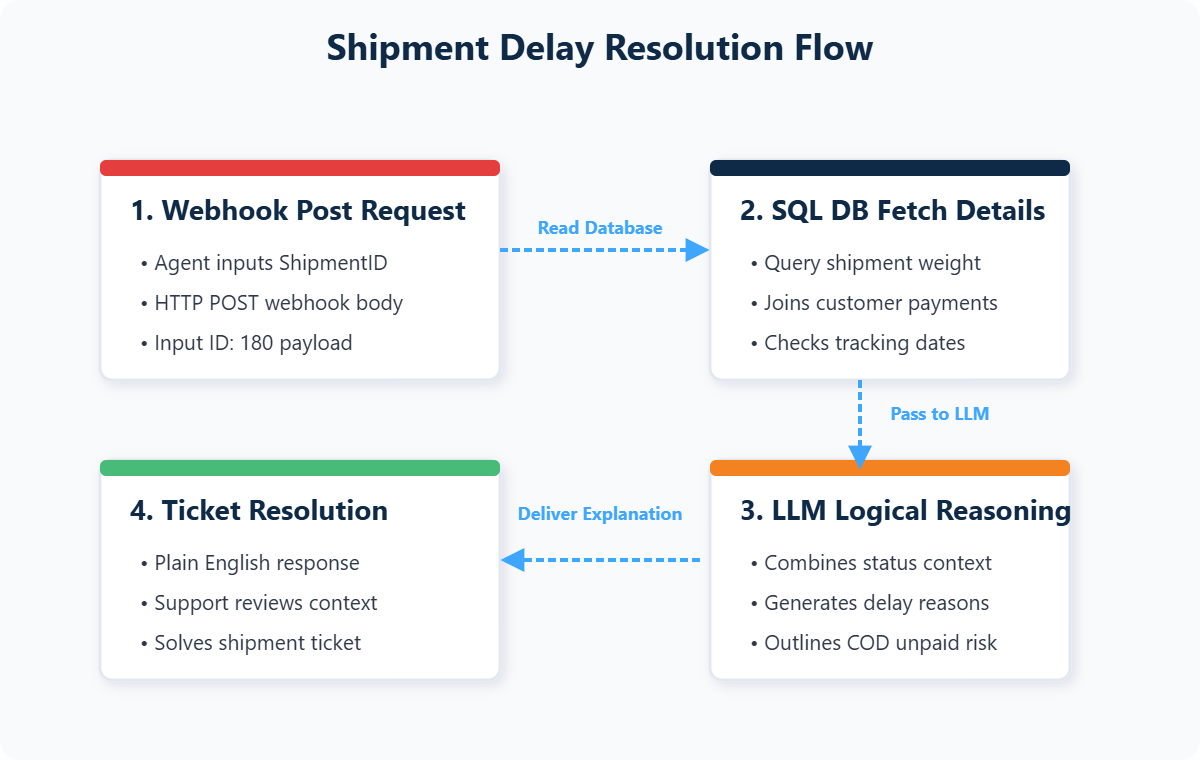 Shipment Delay Resolution Flow
1. Webhook Post Request
• Agent inputs ShipmentID
• HTTP POST webhook body
• Input ID: 180 payload
Read Database
2. SQL DB Fetch Details
• Query shipment weight
• Joins customer payments
• Checks tracking dates
Pass to LLM
3. LLM Logical Reasoning
• Combines status context
• Generates delay reasons
• Outlines COD unpaid risk
Deliver Explanation
4. Ticket Resolution
• Plain English response
• Support reviews context
• Solves shipment ticket